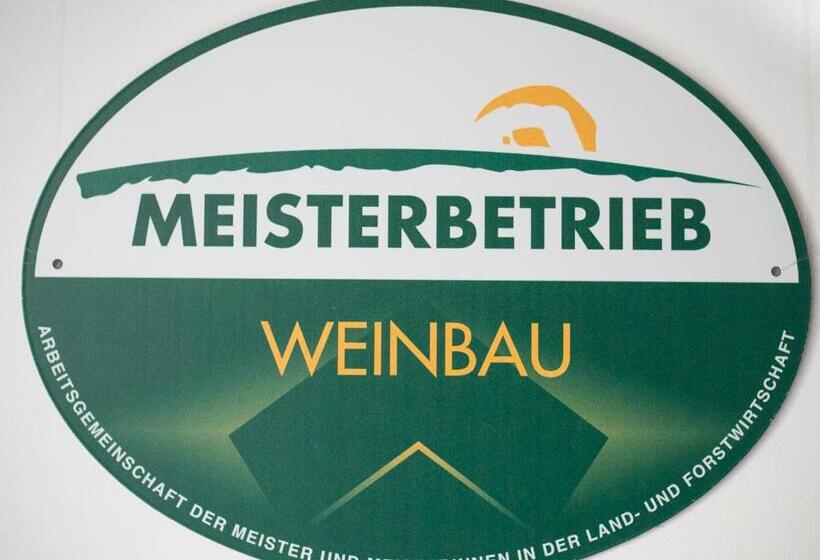 MEISTERBETRIEB
WEINBAU
ARBEITSGEMEINSCHAFT DER MEISTER UND IN DER LAND- UND FORSTWIRTSCHAFT